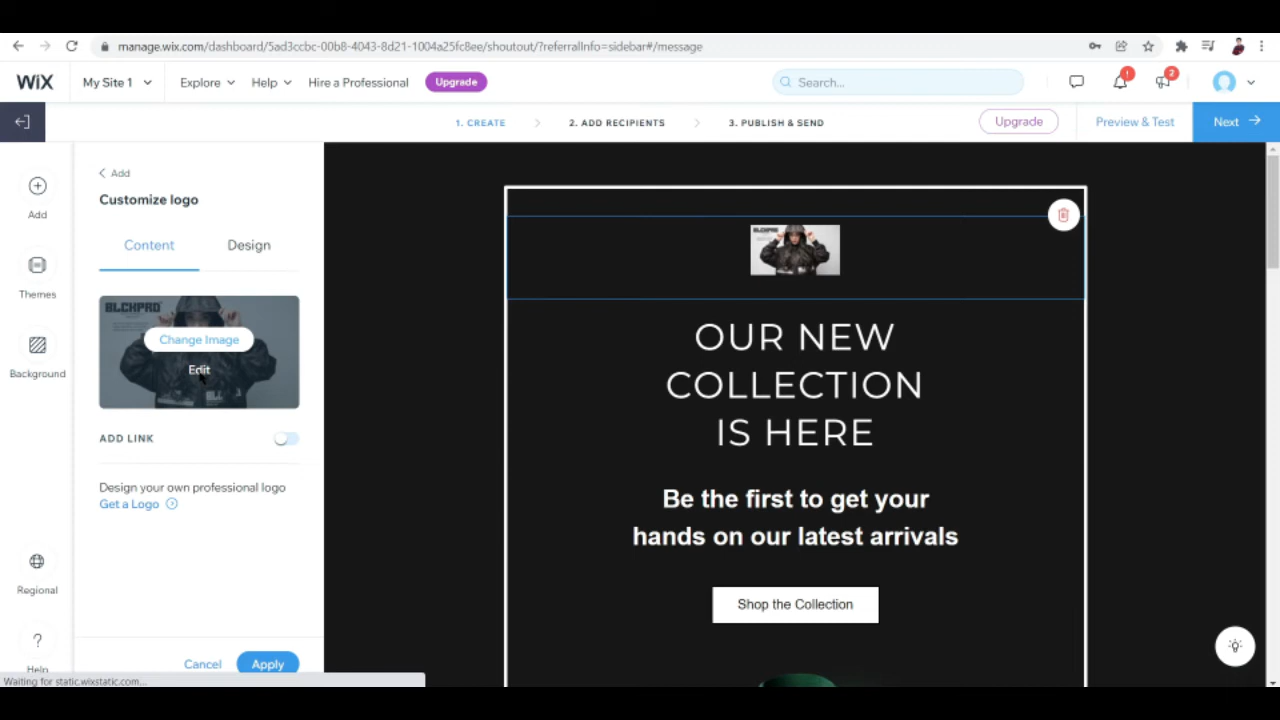 manage.wix.com/dashboard/5ad3ccbc-00b8-4043-8d21-1004a25fc8ee/shoutout/?referralInfo=sidebar#/message
WiX
My Site 1
Explore
Help
Hire a Professional
Upgrade
Search...
!
2
1. CREATE
2. ADD RECIPIENTS
3. PUBLISH & SEND
Upgrade
Preview & Test
Next
Add
Themes
Background
Regional
?
Help
Add
Customize logo
Content
Design
BLCKPRO
Change Image
Edit
ADD LINK
Design your own professional logo
Get a Logo
Cancel
Apply
BLCKPRO
OUR NEW
COLLECTION
IS HERE
Be the first to get your
hands on our latest arrivals
Shop the Collection
Waiting for static.wixstatic.com...